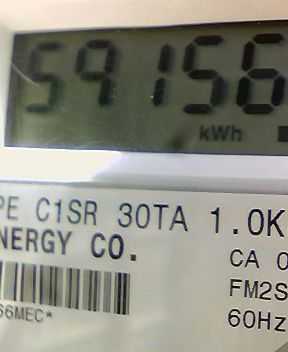 59156
kWh
PE C1SR 30TA 1.0K
NERGY CO.
CA 0
FM2S
66MEC*
60Hz